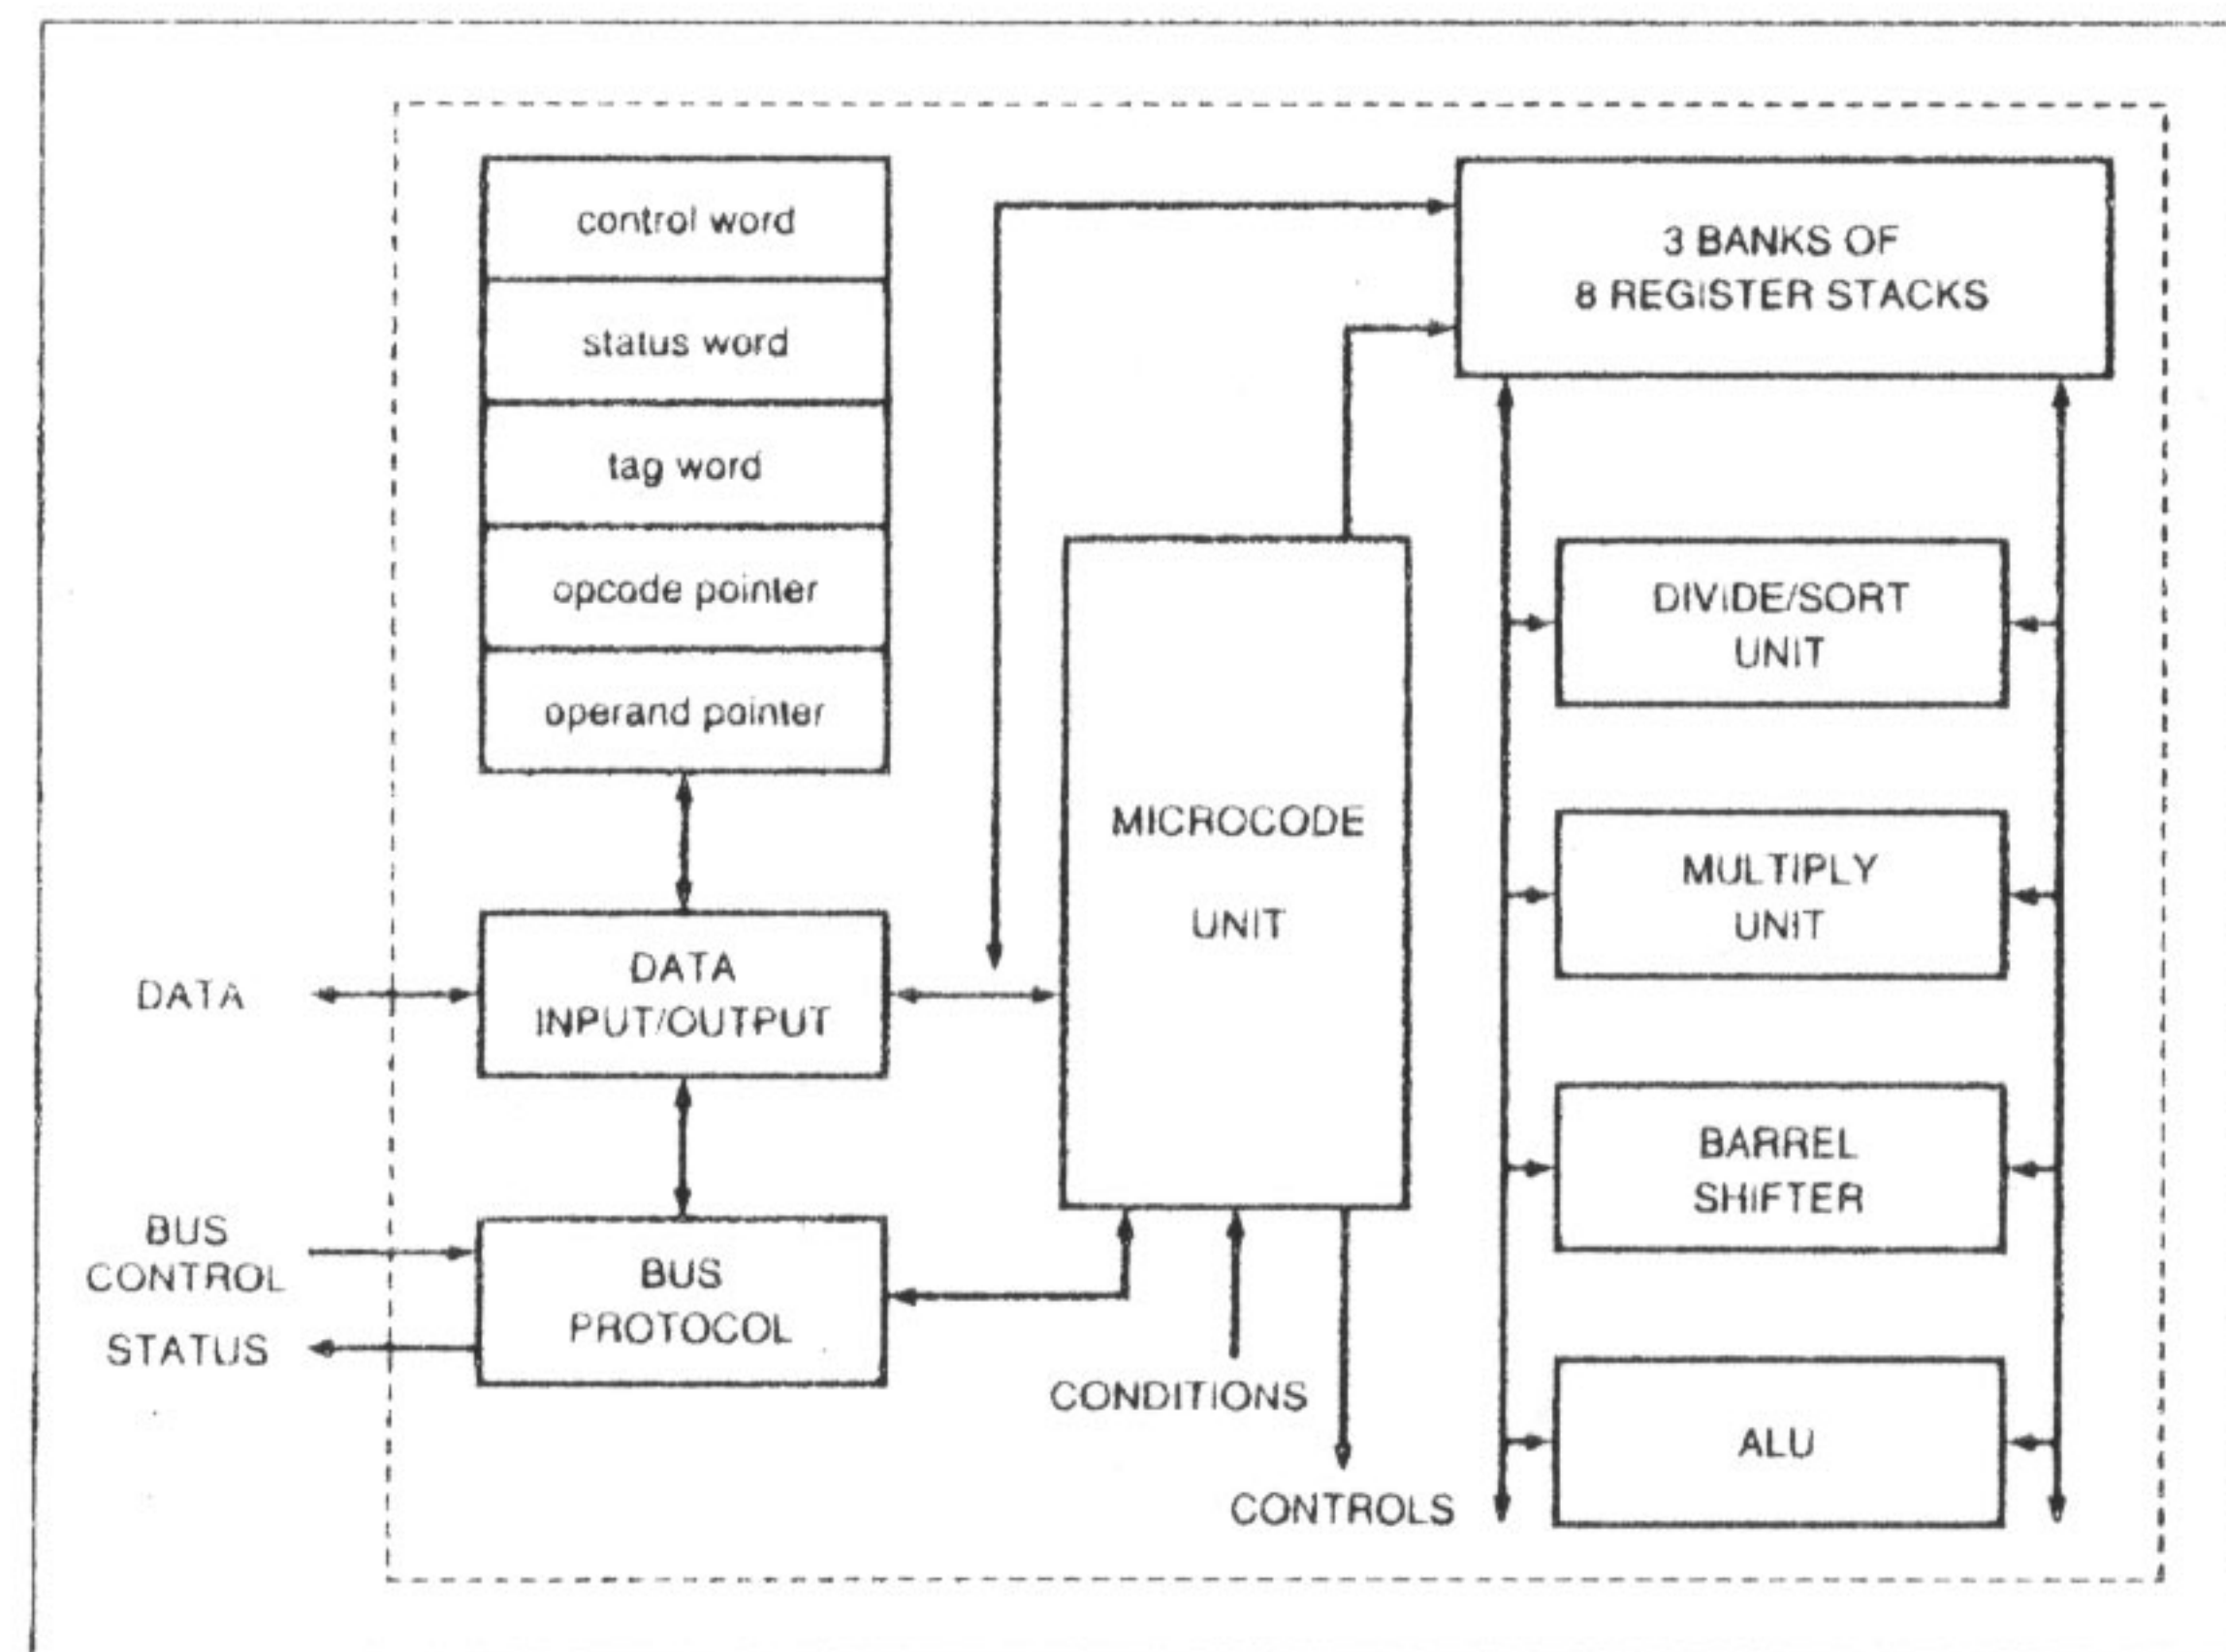 control word
status word
tag word
opcode pointer
operand pointer
3 BANKS OF
8 REGISTER STACKS
DIVIDE/SORT
UNIT
MICROCODE
UNIT
MULTIPLY
UNIT
DATA
DATA
INPUT/OUTPUT
BARREL
SHIFTER
BUS
CONTROL
STATUS
BUS
PROTOCOL
CONDITIONS
CONTROLS
ALU